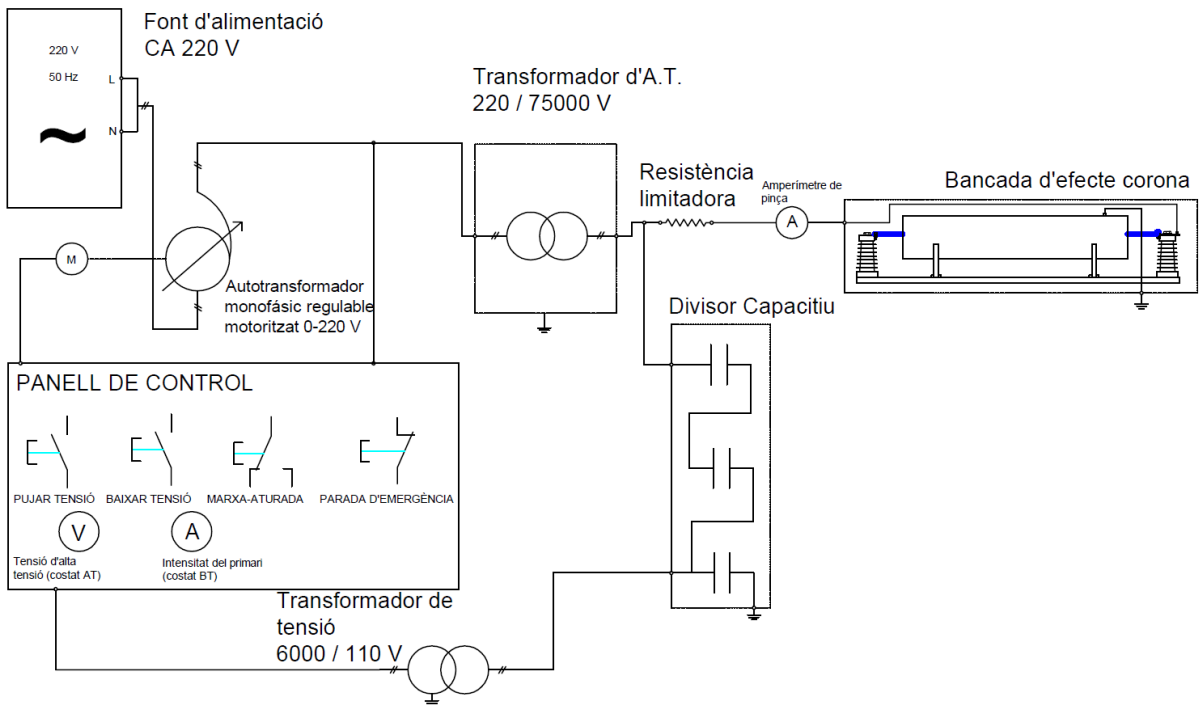 Font d'alimentació
CA 220 V
220 V
50 Hz
L
N
Transformador d'A.T.
220 / 75000 V
Resistència
limitadora
Amperímetre de
pinça
A
Bancada d'efecte corona
M
Autotransformador
monofásic regulable
motoritzat 0-220 V
Divisor Capacitiu
PANELL DE CONTROL
PUJAR TENSIÓ
BAIXAR TENSIÓ
MARXA-ATURADA
PARADA D'EMERGÈNCIA
V
A
Tensió d'alta
tensió (costat AT)
Intensitat del primari
(costat BT)
Transformador de
tensió
6000 / 110 V